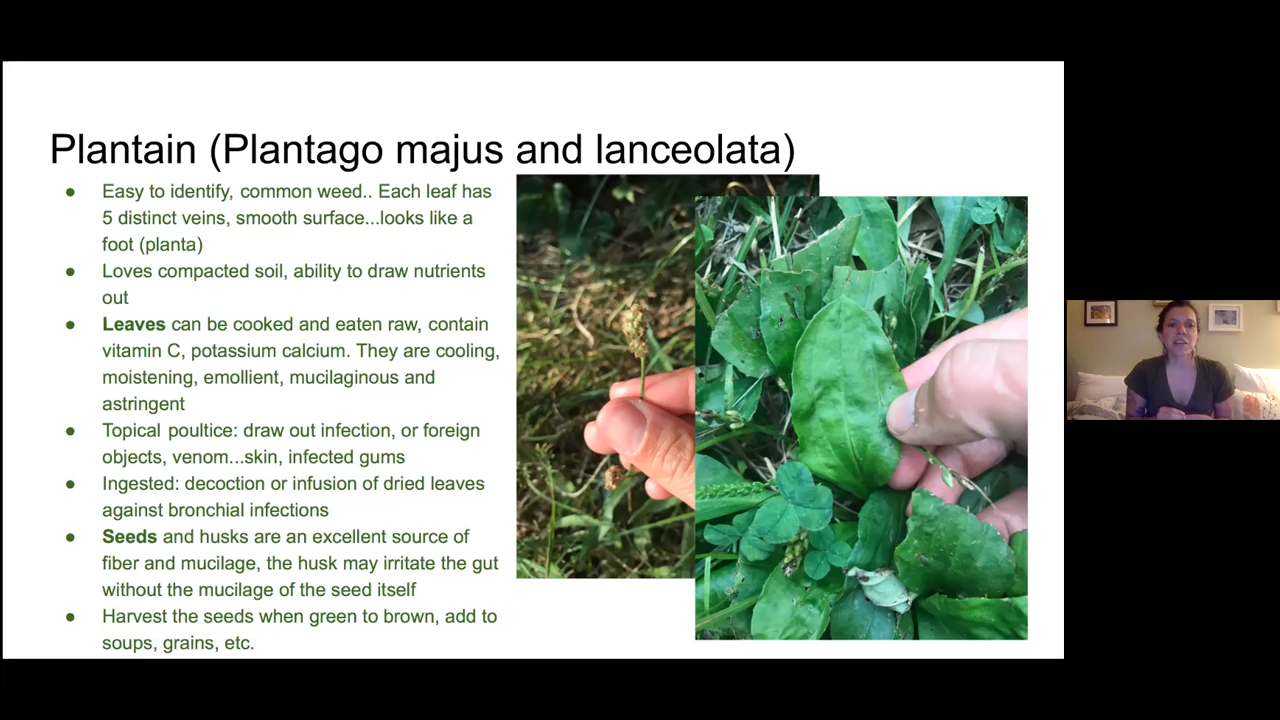 Plantain (Plantago majus and lanceolata)
● Easy to identify, common weed.. Each leaf has
5 distinct veins, smooth surface...looks like a
foot (planta)
● Loves compacted soil, ability to draw nutrients
out
● Leaves can be cooked and eaten raw, contain
vitamin C, potassium calcium. They are cooling,
moistening, emollient, mucilaginous and
astringent
● Topical poultice: draw out infection, or foreign
objects, venom...skin, infected gums
● Ingested: decoction or infusion of dried leaves
against bronchial infections
● Seeds and husks are an excellent source of
fiber and mucilage, the husk may irritate the gut
without the mucilage of the seed itself
● Harvest the seeds when green to brown, add to
soups, grains, etc.